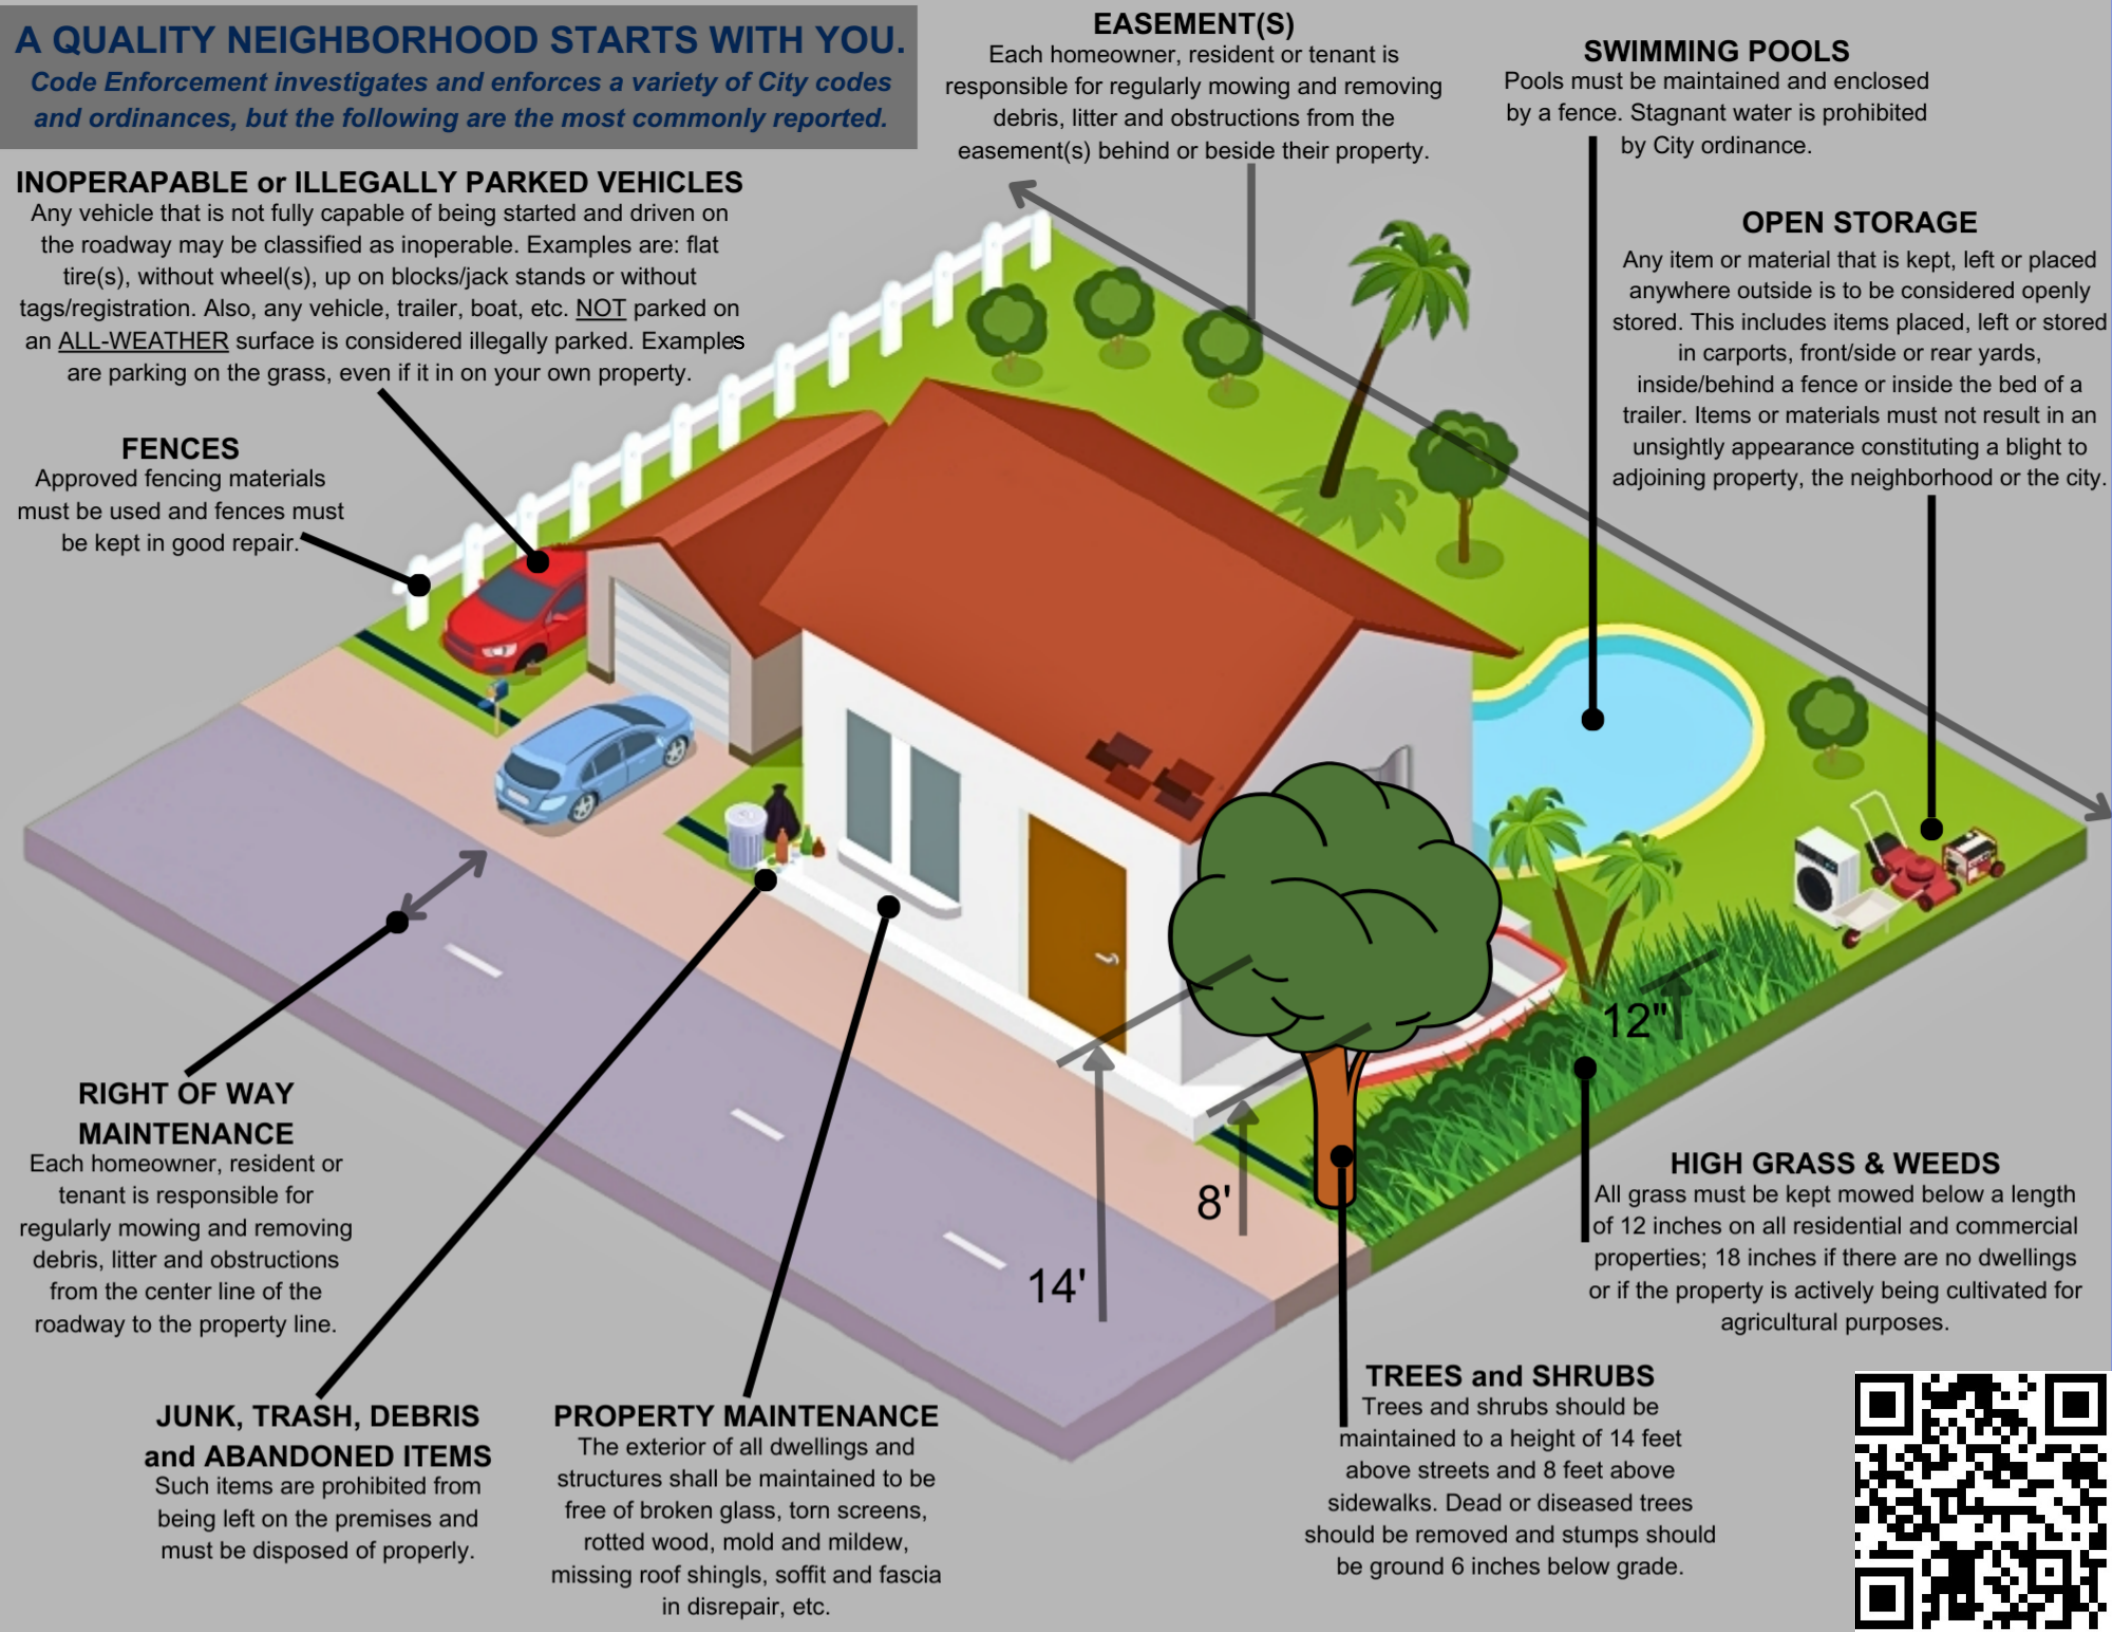 A QUALITY NEIGHBORHOOD STARTS WITH YOU.
Code Enforcement investigates and enforces a variety of City codes
and ordinances, but the following are the most commonly reported.
INOPERAPABLE or ILLEGALLY PARKED VEHICLES
Any vehicle that is not fully capable of being started and driven on
the roadway may be classified as inoperable. Examples are: flat
tire(s), without wheel(s), up on blocks/jack stands or without
tags/registration. Also, any vehicle, trailer, boat, etc. NOT parked on
an ALL-WEATHER surface is considered illegally parked. Examples
are parking on the grass, even if it in on your own property.
FENCES
Approved fencing materials
must be used and fences must
be kept in good repair.
EASEMENT(S)
Each homeowner, resident or tenant is
responsible for regularly mowing and removing
debris, litter and obstructions from the
easement(s) behind or beside their property.
SWIMMING POOLS
Pools must be maintained and enclosed
by a fence. Stagnant water is prohibited
by City ordinance.
OPEN STORAGE
Any item or material that is kept, left or placed
anywhere outside is to be considered openly
stored. This includes items placed, left or stored
in carports, front/side or rear yards,
inside/behind a fence or inside the bed of a
trailer. Items or materials must not result in an
unsightly appearance constituting a blight to
adjoining property, the neighborhood or the city.
12"
8'
14'
RIGHT OF WAY
MAINTENANCE
Each homeowner, resident or
tenant is responsible for
regularly mowing and removing
debris, litter and obstructions
from the center line of the
roadway to the property line.
JUNK, TRASH, DEBRIS
and ABANDONED ITEMS
Such items are prohibited from
being left on the premises and
must be disposed of properly.
PROPERTY MAINTENANCE
The exterior of all dwellings and
structures shall be maintained to be
free of broken glass, torn screens,
rotted wood, mold and mildew,
missing roof shingls, soffit and fascia
in disrepair, etc.
TREES and SHRUBS
Trees and shrubs should be
maintained to a height of 14 feet
above streets and 8 feet above
sidewalks. Dead or diseased trees
should be removed and stumps should
be ground 6 inches below grade.
HIGH GRASS & WEEDS
All grass must be kept mowed below a length
of 12 inches on all residential and commercial
properties; 18 inches if there are no dwellings
or if the property is actively being cultivated for
agricultural purposes.